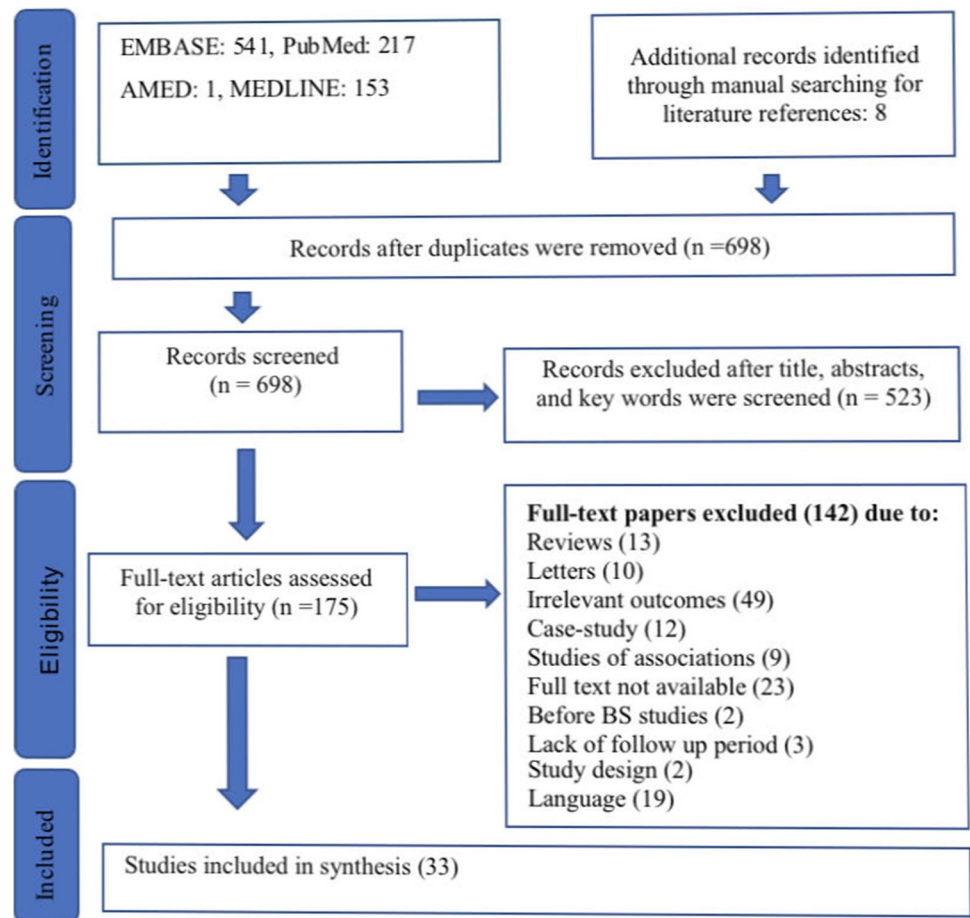 Identification
EMBASE: 541, PubMed: 217
AMED: 1, MEDLINE: 153
Additional records identified
through manual searching for
literature references: 8
Screening
Records after duplicates were removed (n =698)
Records screened
(n = 698)
Records excluded after title, abstracts,
and key words were screened (n = 523)
Eligibility
Full-text articles assessed
for eligibility (n =175)
Full-text papers excluded (142) due to:
Reviews (13)
Letters (10)
Irrelevant outcomes (49)
Case-study (12)
Studies of associations (9)
Full text not available (23)
Before BS studies (2)
Lack of follow up period (3)
Study design (2)
Language (19)
Included
Studies included in synthesis (33)